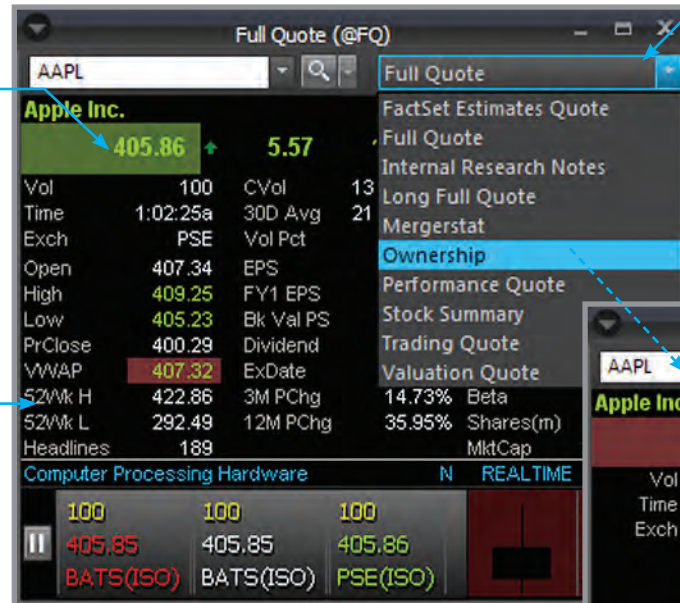 Full Quote (@FQ)
AAPL Full Quote
Apple Inc.
405.86 5.57
Vol 100 CVol 13
Time 1:02:25a 30D Avg 21
Exch PSE Vol Pct
Open 407.34 EPS
High 409.25 FY1 EPS
Low 405.23 Bk Val PS
PrClose 400.29 Dividend
VWAP 407.32 ExDate
52Wk H 422.86 3M PChg 14.73% Beta
52Wk L 292.49 12M PChg 35.95% Shares(m)
Headlines 189 MktCap
Computer Processing Hardware N REALTIME
100 100 100
405.85 405.85 405.86
BATS(ISO) BATS(ISO) PSE(ISO)
FactSet Estimates Quote
Full Quote
Internal Research Notes
Long Full Quote
Mergerstat
Ownership
Performance Quote
Stock Summary
Trading Quote
Valuation Quote
AAPL
Apple Inc
Vol
Time
Exch